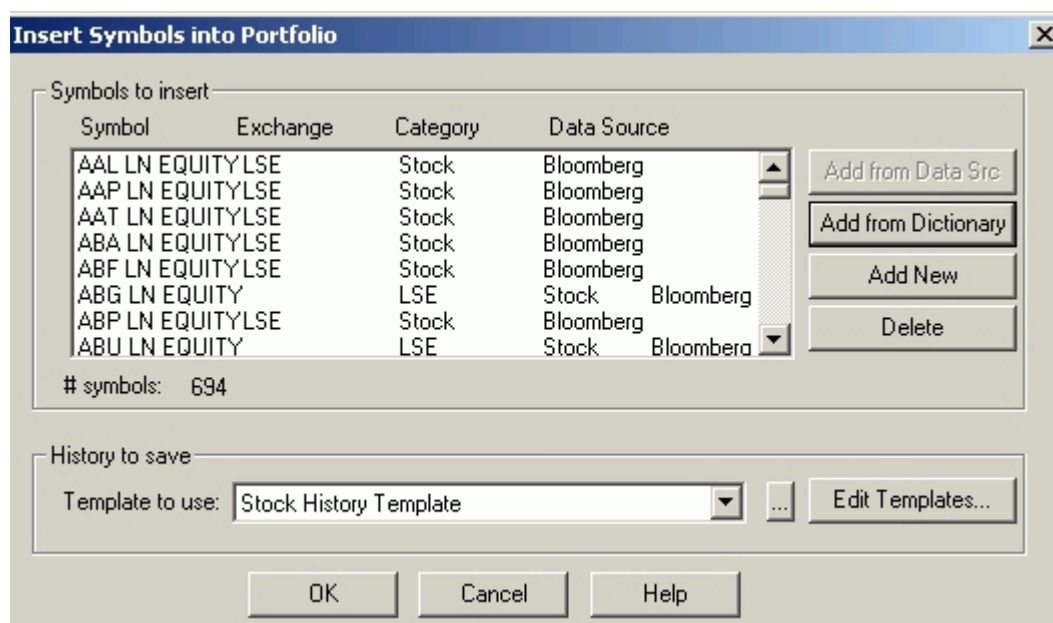 Insert Symbols into Portfolio
Symbols to insert
Symbol Exchange Category Data Source
AAL LN EQUITY LSE Stock Bloomberg
AAP LN EQUITY LSE Stock Bloomberg
AAT LN EQUITY LSE Stock Bloomberg
ABA LN EQUITY LSE Stock Bloomberg
ABF LN EQUITY LSE Stock Bloomberg
ABG LN EQUITY LSE Stock Bloomberg
ABP LN EQUITY LSE Stock Bloomberg
ABU LN EQUITY LSE Stock Bloomberg
Add from Data Src
Add from Dictionary
Add New
Delete
# symbols: 694
History to save
Template to use: Stock History Template ... Edit Templates...
OK Cancel Help